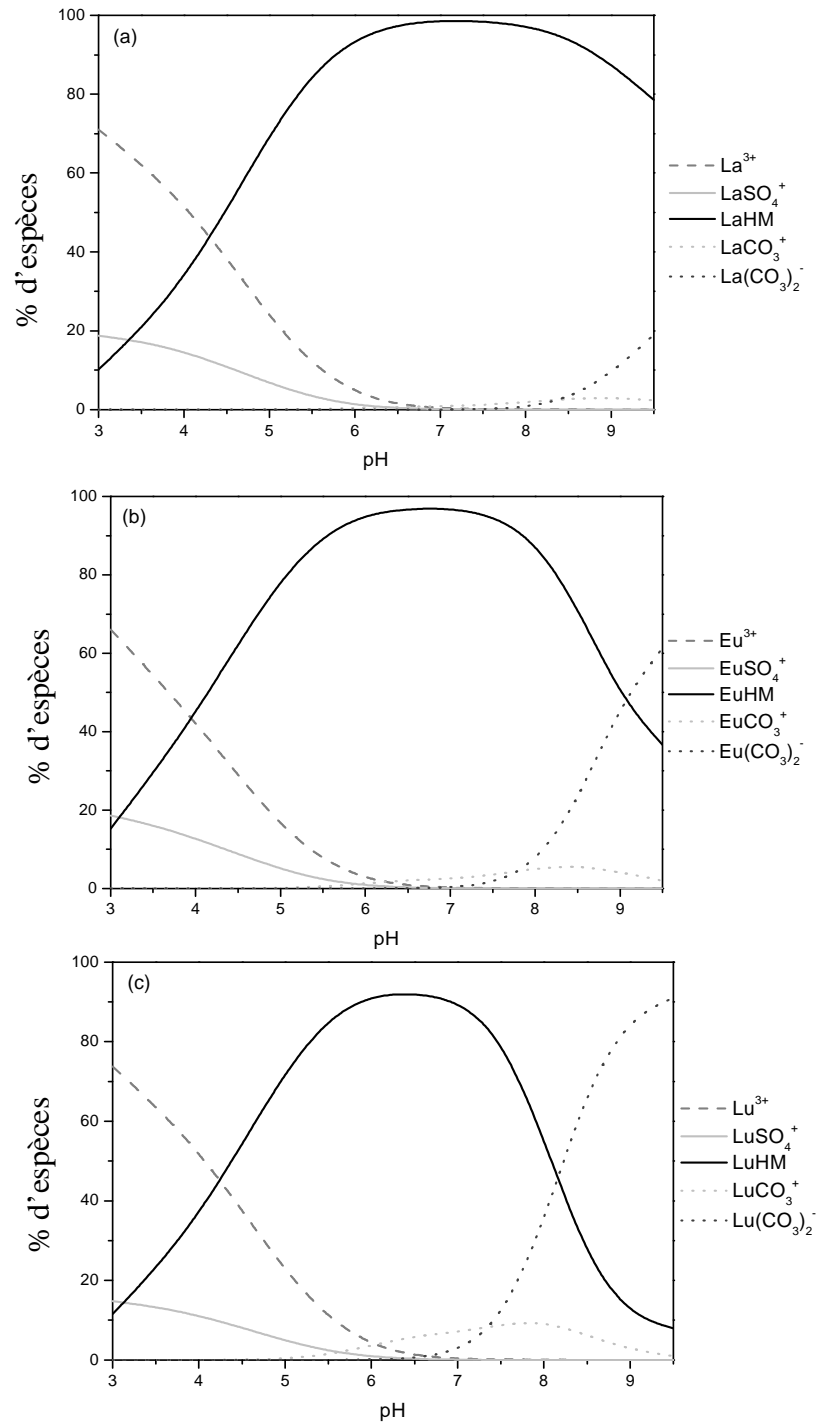 (a)
100
80
60
40
20
0
% d'espèces
3 4 5 6 7 8 9
pH
La³⁺
LaSO₄⁺
LaHM
LaCO₃⁺
La(CO₃)₂⁻
(b)
100
80
60
40
20
0
% d'espèces
3 4 5 6 7 8 9
pH
Eu³⁺
EuSO₄⁺
EuHM
EuCO₃⁺
Eu(CO₃)₂⁻
(c)
100
80
60
40
20
0
% d'espèces
3 4 5 6 7 8 9
pH
Lu³⁺
LuSO₄⁺
LuHM
LuCO₃⁺
Lu(CO₃)₂⁻